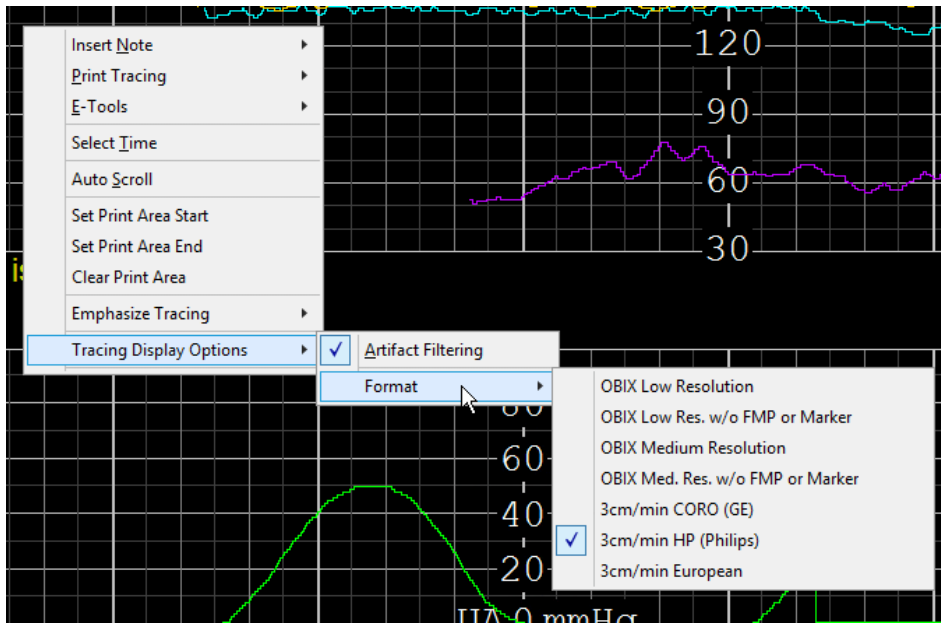 120
90
60
30
Insert Note
Print Tracing
E-Tools
Select Time
Auto Scroll
Set Print Area Start
Set Print Area End
Clear Print Area
Emphasize Tracing
Tracing Display Options
Artifact Filtering
Format
OBIX Low Resolution
OBIX Low Res. w/o FMP or Marker
OBIX Medium Resolution
OBIX Med. Res. w/o FMP or Marker
3cm/min CORO (GE)
3cm/min HP (Philips)
3cm/min European
60
40
20
UA 0 mmHg